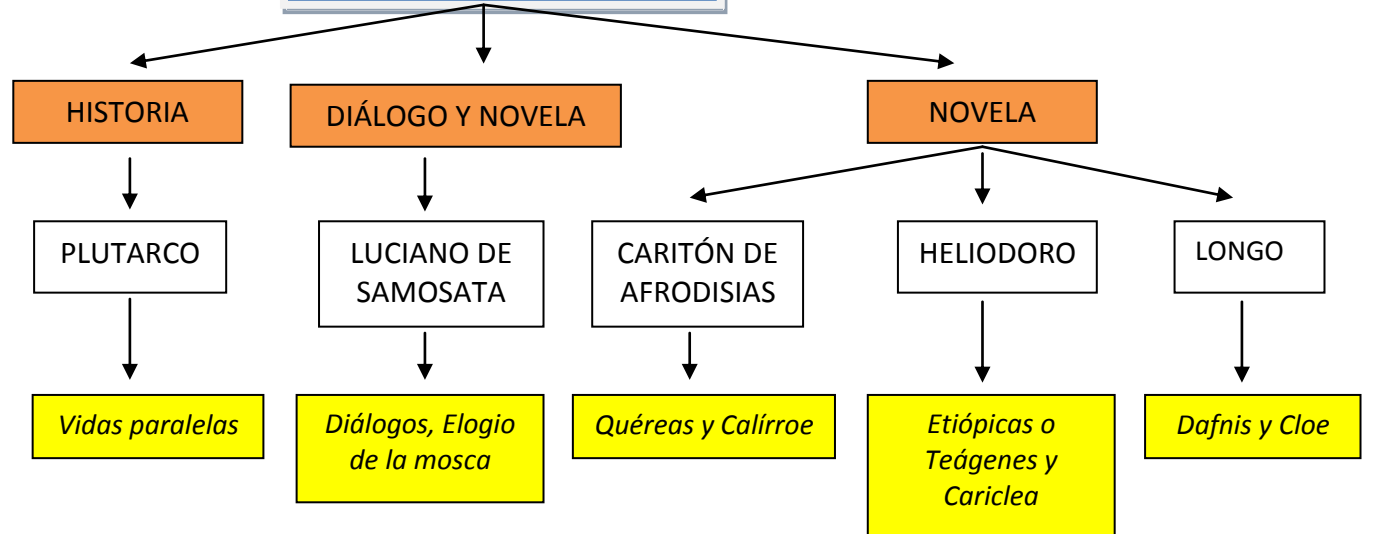 HISTORIA
DIÁLOGO Y NOVELA
NOVELA
PLUTARCO
LUCIANO DE
SAMOSATA
CARITÓN DE
AFRODISIAS
HELIODORO
LONGO
Vidas paralelas
Diálogos, Elogio
de la mosca
Quéreas y Calírroe
Etiópicas o
Teágenes y
Cariclea
Dafnis y Cloe